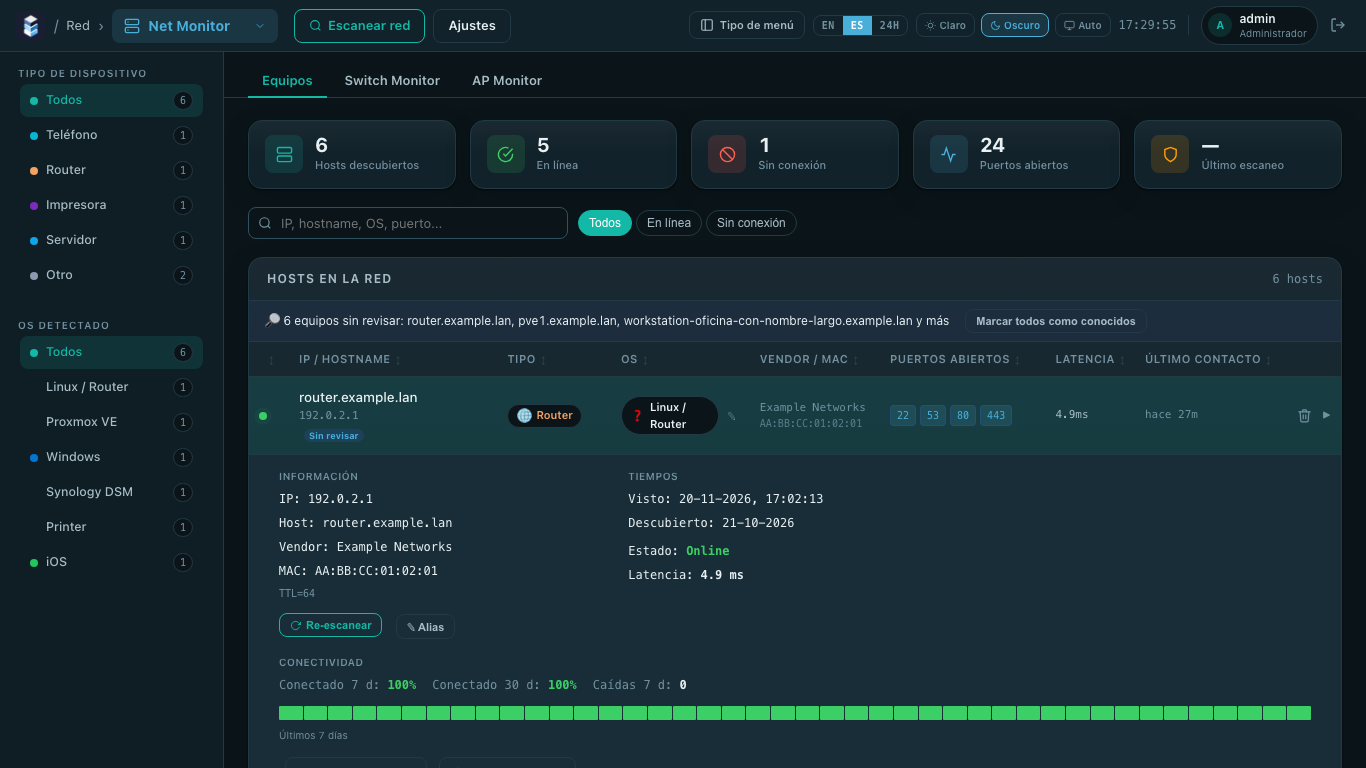 / Red › Net Monitor
Escanear red
Ajustes
Tipo de menú
EN ES 24H
Claro
Oscuro
Auto
17:29:55
A
admin
Administrador
TIPO DE DISPOSITIVO
Todos 6
Teléfono 1
Router 1
Impresora 1
Servidor 1
Otro 2
OS DETECTADO
Todos 6
Linux / Router 1
Proxmox VE 1
Windows 1
Synology DSM 1
Printer 1
iOS 1
Equipos Switch Monitor AP Monitor
6
Hosts descubiertos
5
En línea
1
Sin conexión
24
Puertos abiertos
—
Último escaneo
IP, hostname, OS, puerto...
Todos En línea Sin conexión
HOSTS EN LA RED
6 hosts
6 equipos sin revisar: router.example.lan, pve1.example.lan, workstation-oficina-con-nombre-largo.example.lan y más
Marcar todos como conocidos
IP / HOSTNAME TIPO OS VENDOR / MAC PUERTOS ABIERTOS LATENCIA ÚLTIMO CONTACTO
router.example.lan
192.0.2.1
Sin revisar
Router
? Linux /
Router
Example Networks
AA:BB:CC:01:02:01
22 53 80 443
4.9ms
hace 27m
INFORMACIÓN
IP: 192.0.2.1
Host: router.example.lan
Vendor: Example Networks
MAC: AA:BB:CC:01:02:01
TTL=64
TIEMPOS
Visto: 20-11-2026, 17:02:13
Descubierto: 21-10-2026
Estado: Online
Latencia: 4.9 ms
Re-escanear
Alias
CONECTIVIDAD
Conectado 7 d: 100% Conectado 30 d: 100% Caídas 7 d: 0
Últimos 7 días